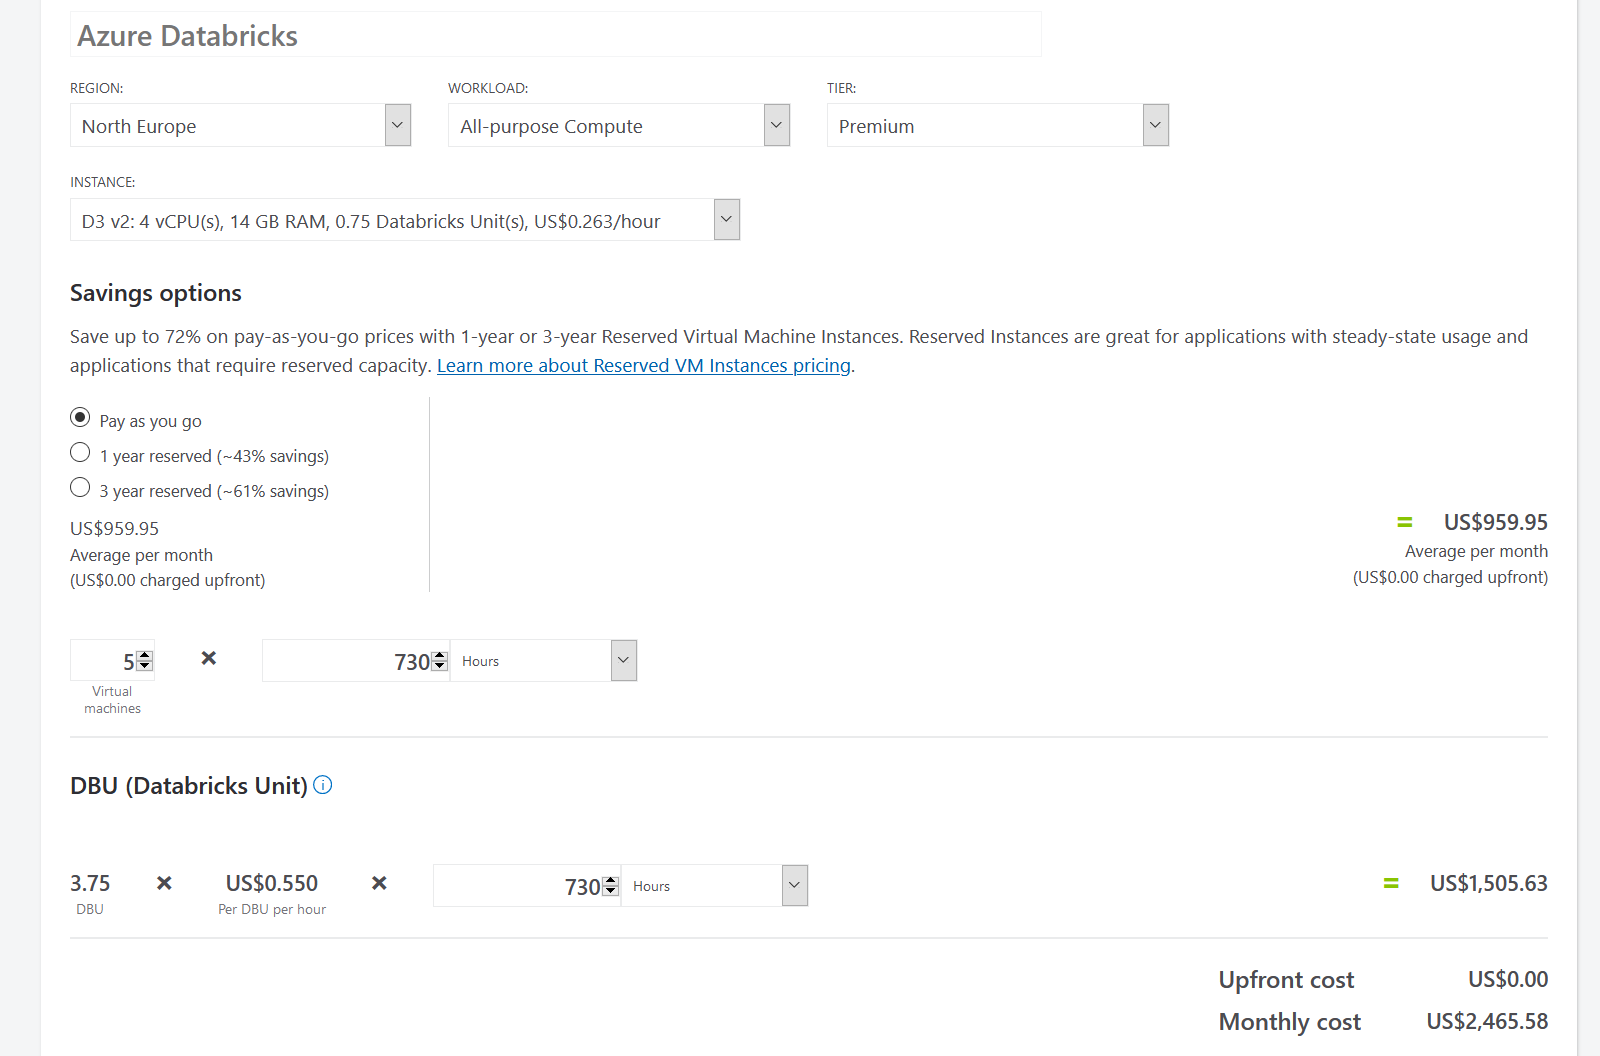 Azure Databricks
REGION:
WORKLOAD:
TIER:
North Europe
All-purpose Compute
Premium
INSTANCE:
D3 v2: 4 vCPU(s), 14 GB RAM, 0.75 Databricks Unit(s), US$0.263/hour
Savings options
Save up to 72% on pay-as-you-go prices with 1-year or 3-year Reserved Virtual Machine Instances. Reserved Instances are great for applications with steady-state usage and
applications that require reserved capacity. Learn more about Reserved VM Instances pricing.
Pay as you go
1 year reserved (~43% savings)
3 year reserved (~61% savings)
US$959.95
Average per month
(US$0.00 charged upfront)
= US$959.95
Average per month
(US$0.00 charged upfront)
5 × 730 Hours
Virtual
machines
DBU (Databricks Unit)
3.75 × US$0.550 × 730 Hours = US$1,505.63
DBU
Per DBU per hour
Upfront cost US$0.00
Monthly cost US$2,465.58